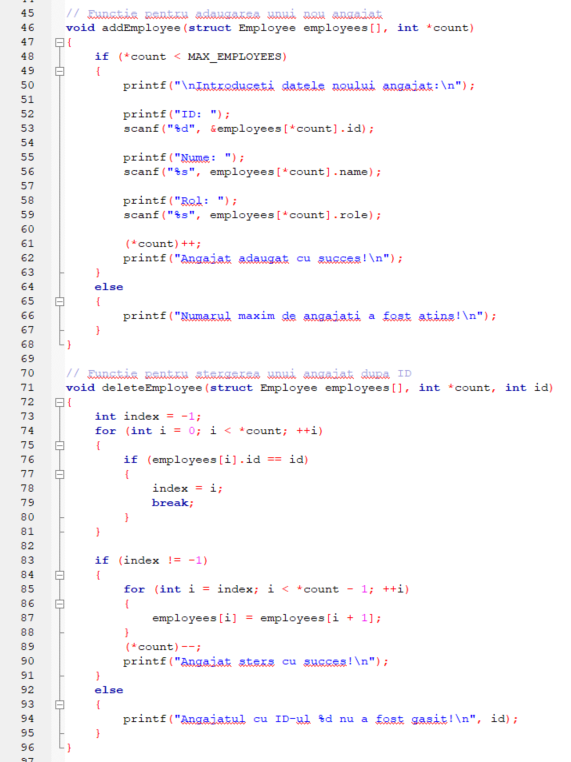 45 // Functie pentru adaugarea unui nou angajat
46 void addEmployee(struct Employee employees[], int *count)
47 {
48 if (*count < MAX_EMPLOYEES)
49 {
50 printf("\nIntroduceti datele noului angajat:\n");
51
52 printf("ID: ");
53 scanf("%d", &employees[*count].id);
54
55 printf("Nume: ");
56 scanf("%s", employees[*count].name);
57
58 printf("Rol: ");
59 scanf("%s", employees[*count].role);
60
61 (*count)++;
62 printf("Angajat adaugat cu succes!\n");
63 }
64 else
65 {
66 printf("Numarul maxim de angajati a fost atins!\n");
67 }
68 }
69
70 // Functie pentru stergerea unui angajat dupa ID
71 void deleteEmployee(struct Employee employees[], int *count, int id)
72 {
73 int index = -1;
74 for (int i = 0; i < *count; ++i)
75 {
76 if (employees[i].id == id)
77 {
78 index = i;
79 break;
80 }
81 }
82
83 if (index != -1)
84 {
85 for (int i = index; i < *count - 1; ++i)
86 {
87 employees[i] = employees[i + 1];
88 }
89 (*count)--;
90 printf("Angajat sters cu succes!\n");
91 }
92 else
93 {
94 printf("Angajatul cu ID-ul %d nu a fost gasit!\n", id);
95 }
96 }